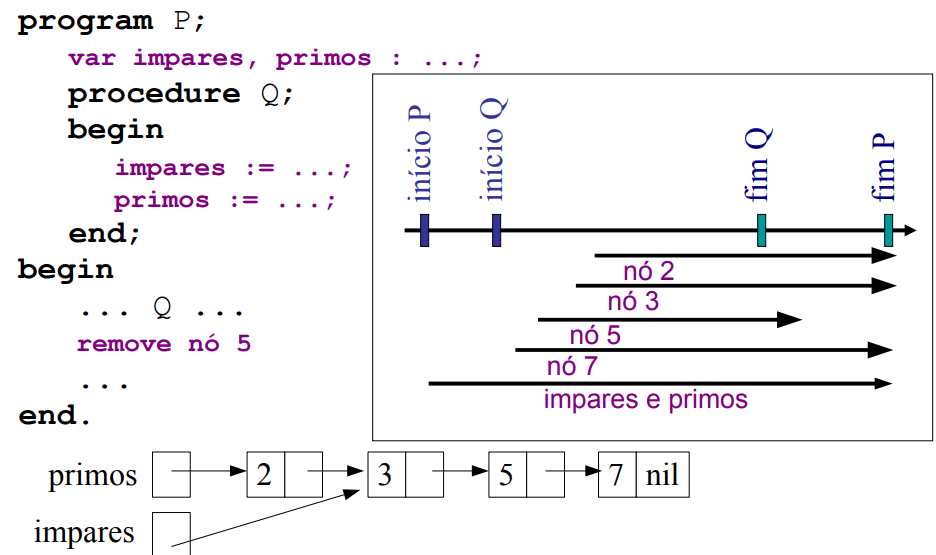 program P;
var impares, primos : ...;
procedure Q;
begin
impares := ...;
primos := ...;
end;
begin
... Q ...
remove nó 5
...
end.
início P
início Q
fim Q
fim P
nó 2
nó 3
nó 5
nó 7
impares e primos
primos 2 3 5 7 nil
impares